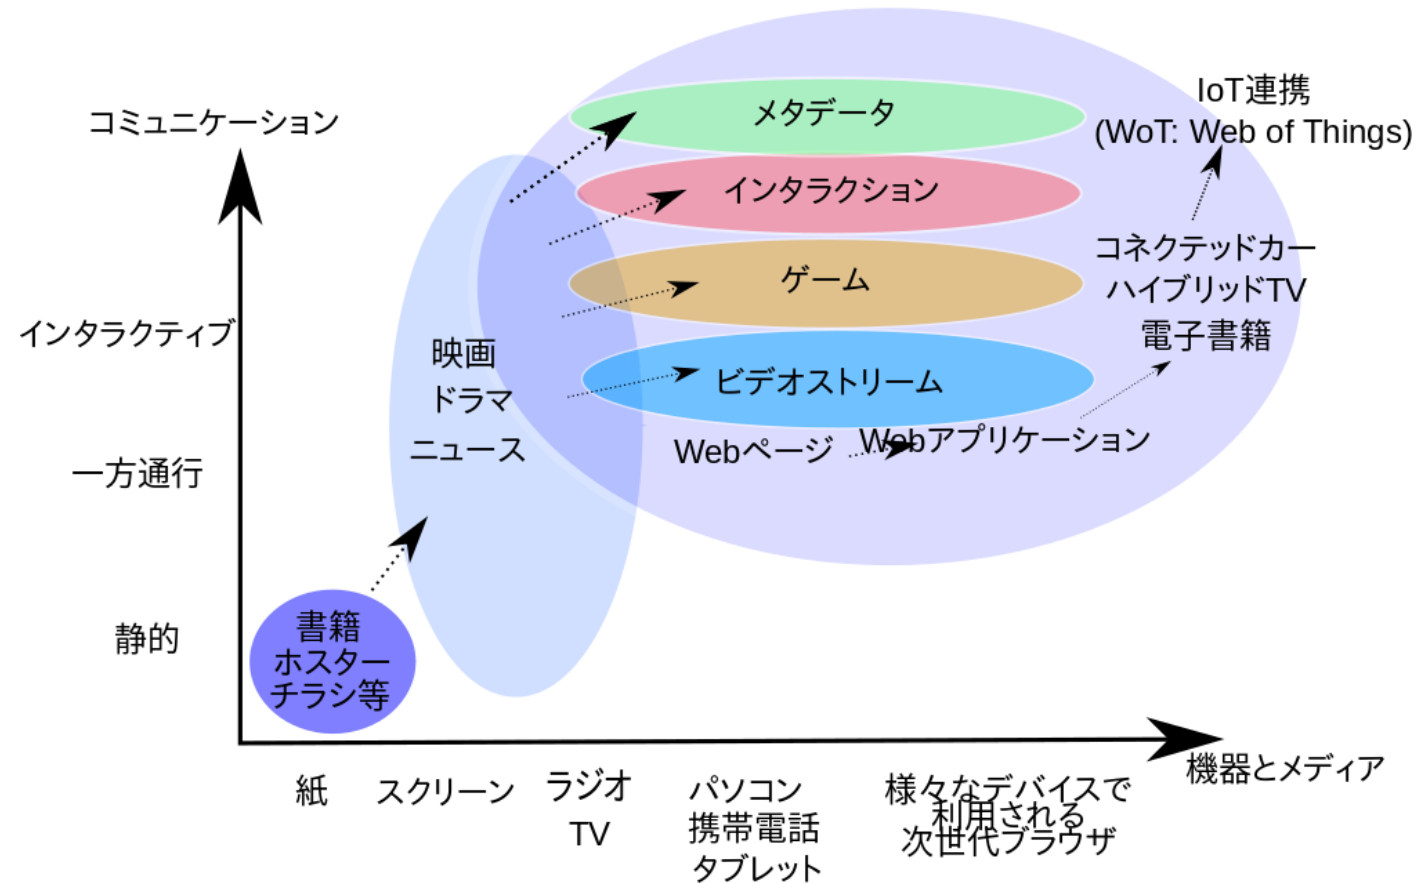 コミュニケーション
インタラクティブ
一方通行
静的
メタデータ
インタラクション
ゲーム
ビデオストリーム
IoT連携
(WoT: Web of Things)
コネクテッドカー
ハイブリッドTV
電子書籍
映画
ドラマ
ニュース
Webページ
Webアプリケーション
書籍
ホスター
チラシ等
紙
スクリーン
ラジオ
TV
パソコン
携帯電話
タブレット
様々なデバイスで
利用される
次世代ブラウザ
機器とメディア